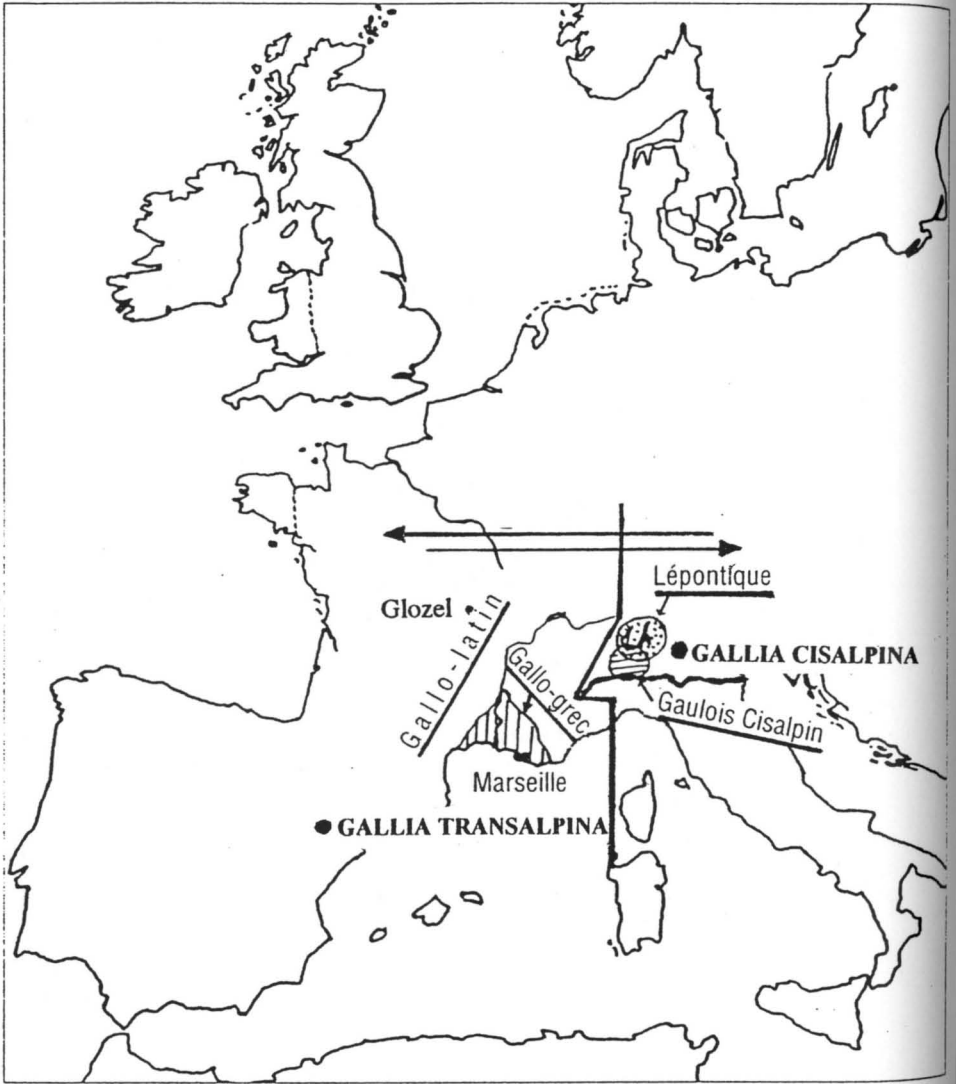 Lépontique
Glozel
Gallo-latin
GALLIA CISALPINA
Gallo-grec
Gaulois Cisalpin
Marseille
GALLIA TRANSALPINA